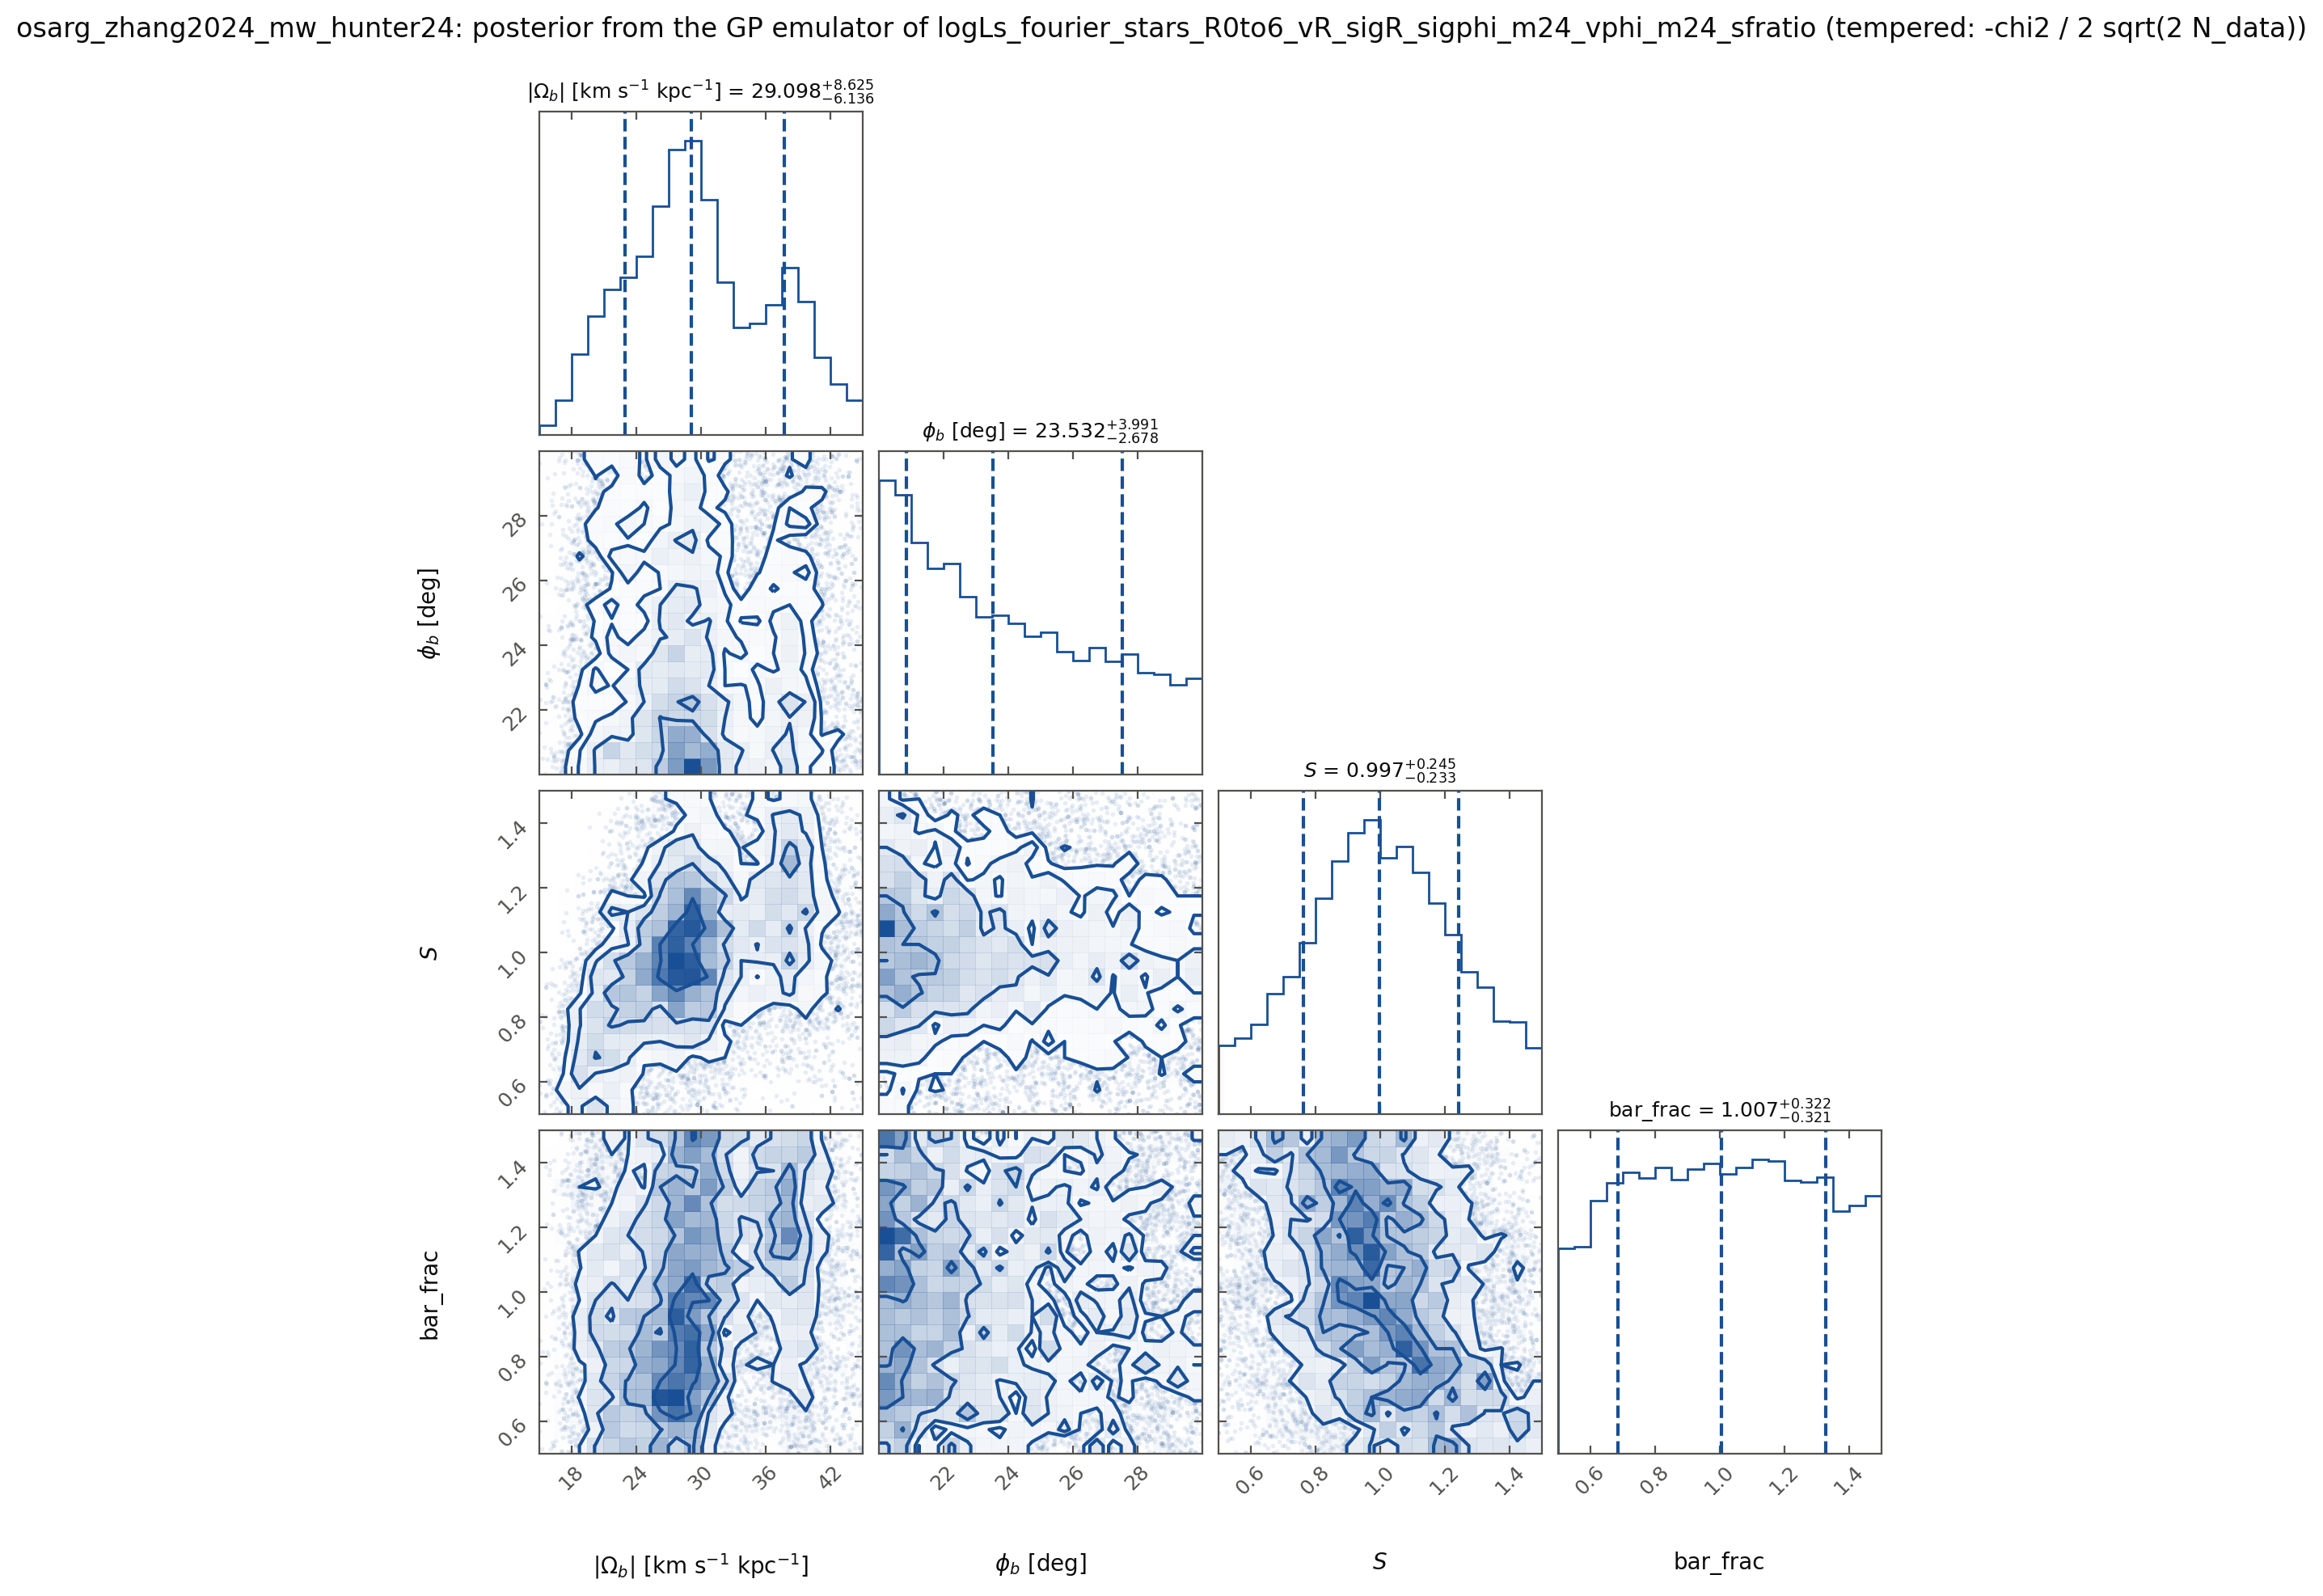 osarg_zhang2024_mw_hunter24: posterior from the GP emulator of logLs_fourier_stars_R0to6_vR_sigR_sigphi_m24_vphi_m24_sfratio (tempered: -chi2 / 2 sqrt(2 N_data))
|Ω_b| [km s⁻¹ kpc⁻¹] = 29.098 +8.625 −6.136
ϕ_b [deg] = 23.532 +3.991 −2.678
28
26
24
22
ϕ_b [deg]
S = 0.997 +0.245 −0.233
1.4
1.2
1.0
0.8
0.6
S
bar_frac = 1.007 +0.322 −0.321
1.4
1.2
1.0
0.8
0.6
bar_frac
18 24 30 36 42 22 24 26 28 0.6 0.8 1.0 1.2 1.4 0.6 0.8 1.0 1.2 1.4
|Ω_b| [km s⁻¹ kpc⁻¹] ϕ_b [deg] S bar_frac